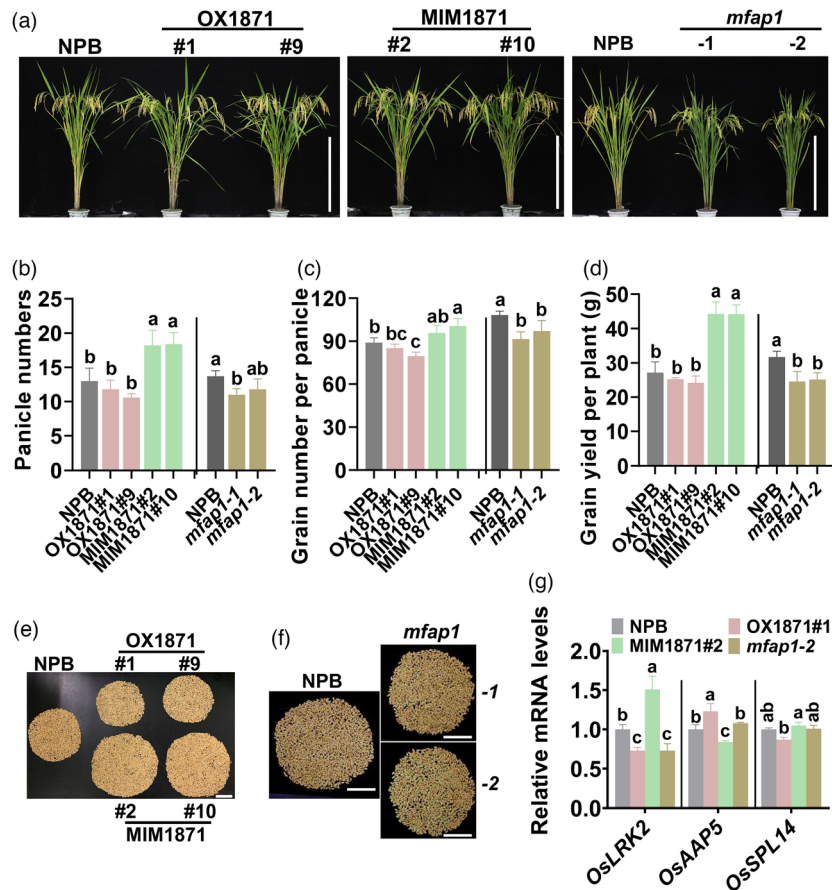 (a)
OX1871
MIM1871
mfap1
NPB
#1
#9
#2
#10
NPB
-1
-2
(b)
Panicle numbers
25
20
15
10
5
0
b
b
b
a
a
a
b
ab
NPB
OX1871#1
OX1871#9
MIM1871#2
MIM1871#10
NPB
mfap1-1
mfap1-2
(c)
Grain number per panicle
120
90
60
30
0
b
bc
c
ab
a
a
b
b
NPB
OX1871#1
OX1871#9
MIM1871#2
MIM1871#10
NPB
mfap1-1
mfap1-2
(d)
Grain yield per plant (g)
60
50
40
30
20
10
0
b
b
b
a
a
a
b
b
NPB
OX1871#1
OX1871#9
MIM1871#2
MIM1871#10
NPB
mfap1-1
mfap1-2
(e)
OX1871
NPB
#1
#9
#2
#10
MIM1871
(f)
mfap1
NPB
-1
-2
(g)
NPB
OX1871#1
MIM1871#2
mfap1-2
Relative mRNA levels
2.0
1.5
1.0
0.5
0.0
b
c
a
c
b
a
c
b
ab
b
a
ab
OsLRK2
OsAAP5
OsSPL14